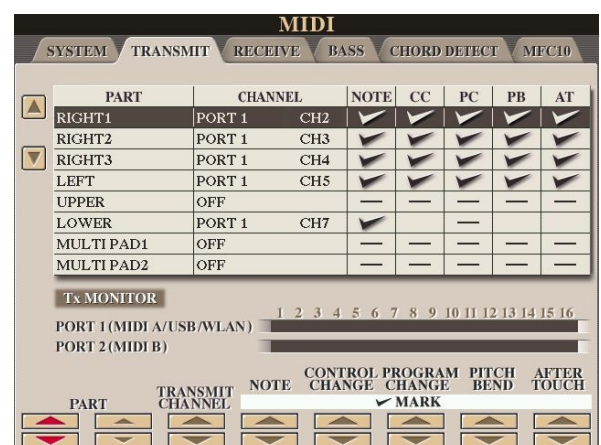 MIDI
SYSTEM TRANSMIT RECEIVE BASS CHORD DETECT MFC10
PART CHANNEL NOTE CC PC PB AT
RIGHT1 PORT 1 CH2
RIGHT2 PORT 1 CH3
RIGHT3 PORT 1 CH4
LEFT PORT 1 CH5
UPPER OFF — — — — —
LOWER PORT 1 CH7 —
MULTI PAD1 OFF — — — — —
MULTI PAD2 OFF — — — — —
Tx MONITOR
1 2 3 4 5 6 7 8 9 10 11 12 13 14 15 16
PORT 1 (MIDI A/USB/WLAN)
PORT 2 (MIDI B)
PART TRANSMIT CHANNEL NOTE CONTROL CHANGE PROGRAM CHANGE PITCH BEND AFTER TOUCH
MARK